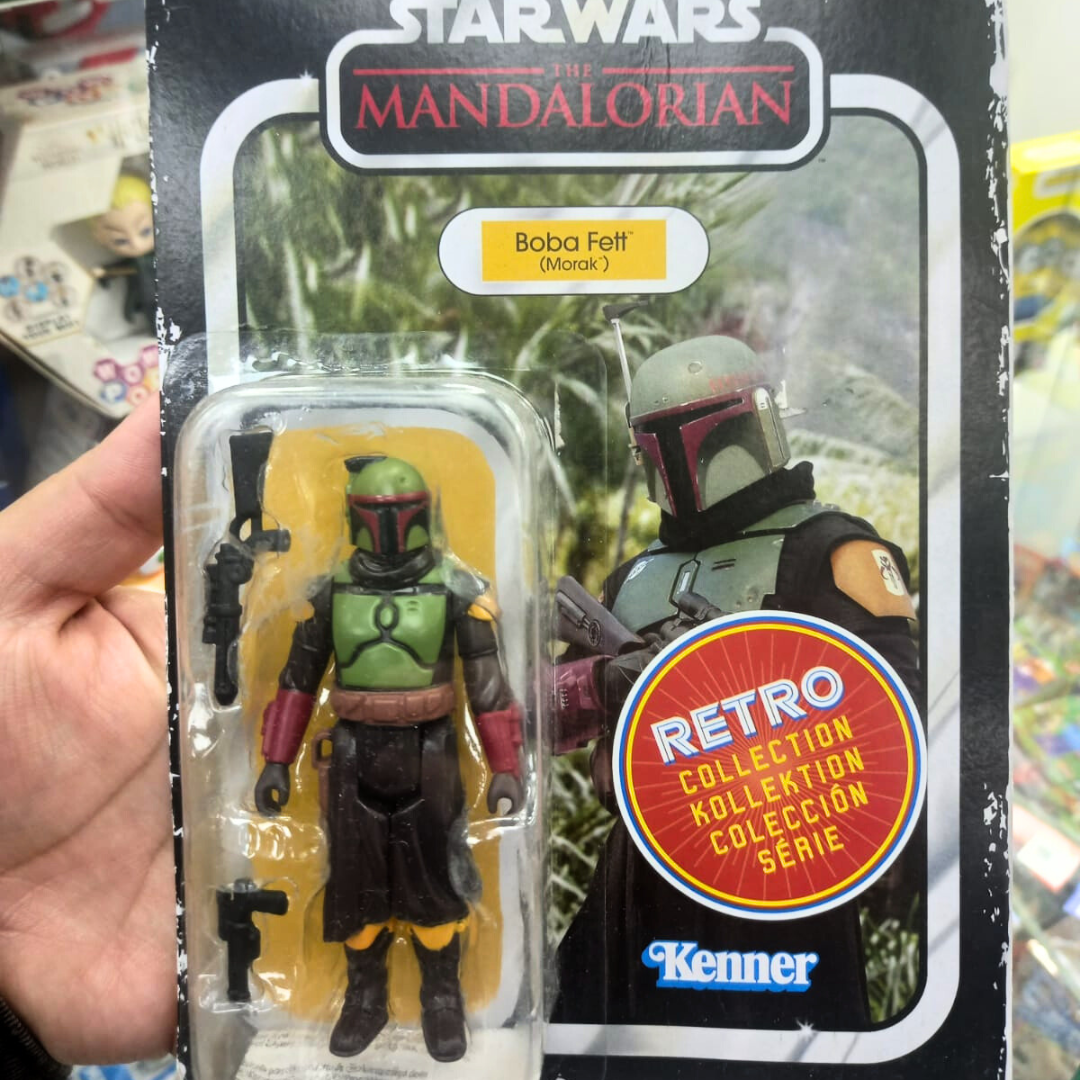 STAR WARS
THE
MANDALORIAN
Boba Fett™
(Morak™)
RETRO
COLLECTION
KOLLEKTION
COLECCIÓN
SÉRIE
Kenner